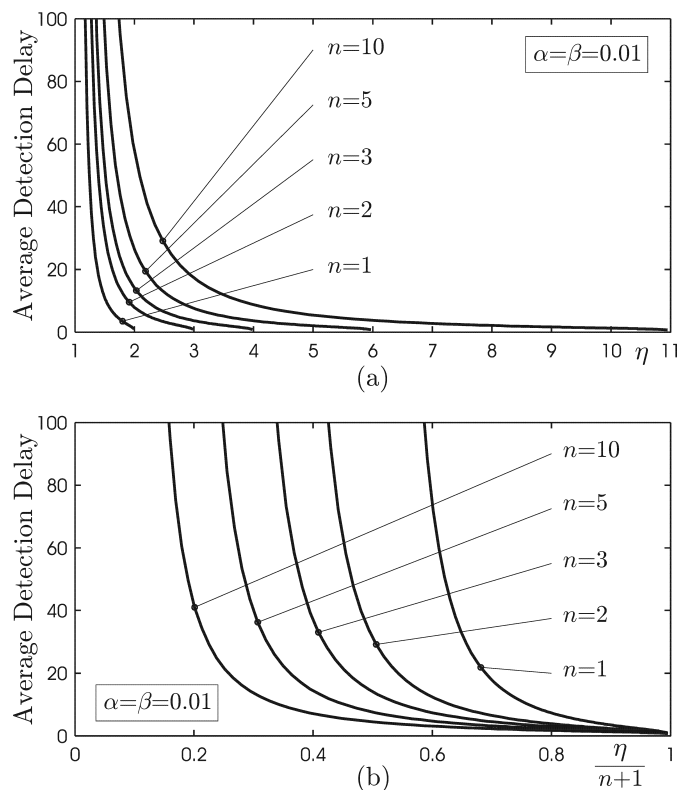 Average Detection Delay
100
80
60
40
20
0
n=10
n=5
n=3
n=2
n=1
α=β=0.01
1 2 3 4 5 6 7 8 9 10 η 11
(a)
Average Detection Delay
100
80
60
40
20
0
n=10
n=5
n=3
n=2
n=1
α=β=0.01
0 0.2 0.4 0.6 0.8 1
η
n+1
(b)